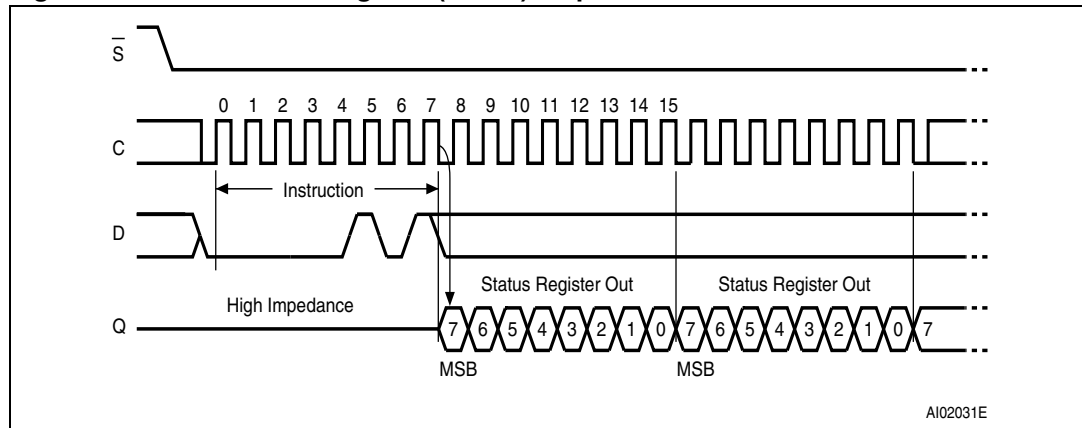 S
0 1 2 3 4 5 6 7 8 9 10 11 12 13 14 15
C
Instruction
D
Status Register Out Status Register Out
High Impedance
Q 7 6 5 4 3 2 1 0 7 6 5 4 3 2 1 0 7
MSB MSB
AI02031E